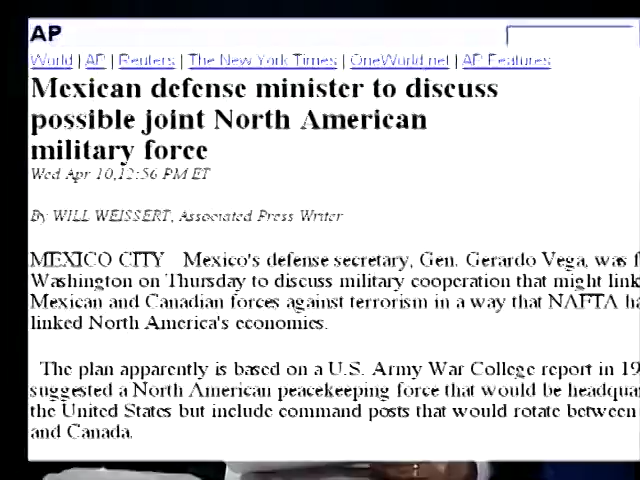 AP
World | AP | Reuters | The New York Times | OneWorld.net | AP Features
Mexican defense minister to discuss
possible joint North American
military force
Wed Apr 10,12:56 PM ET
By WILL WEISSERT, Associated Press Writer
MEXICO CITY Mexico's defense secretary, Gen. Gerardo Vega, was
Washington on Thursday to discuss military cooperation that might link
Mexican and Canadian forces against terrorism in a way that NAFTA
linked North America's economies.
The plan apparently is based on a U.S. Army War College report in
suggested a North American peacekeeping force that would be
the United States but include command posts that would rotate between
and Canada.